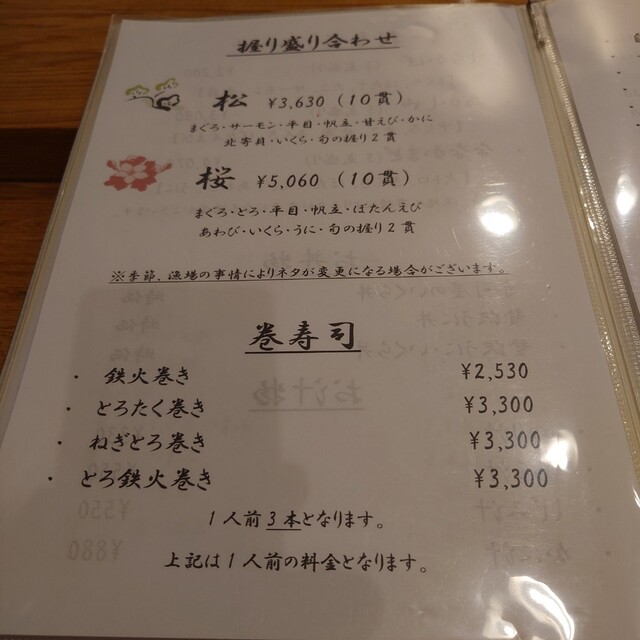 握り盛り合わせ
松 ¥3,630 (10貫)
まぐろ・サーモン・平目・帆立・甘えび・かに
北寄貝・いくら・旬の握り2貫
桜 ¥5,060 (10貫)
まぐろ・とろ・平目・帆立・ぼたんえび
あわび・いくら・うに・旬の握り2貫
※季節、漁場の事情によりネタが変更になる場合がございます。
巻寿司
・ 鉄火巻き ¥2,530
・ とろたく巻き ¥3,300
・ ねぎとろ巻き ¥3,300
・ とろ鉄火巻き ¥3,300
1人前3本となります。
上記は1人前の料金となります。